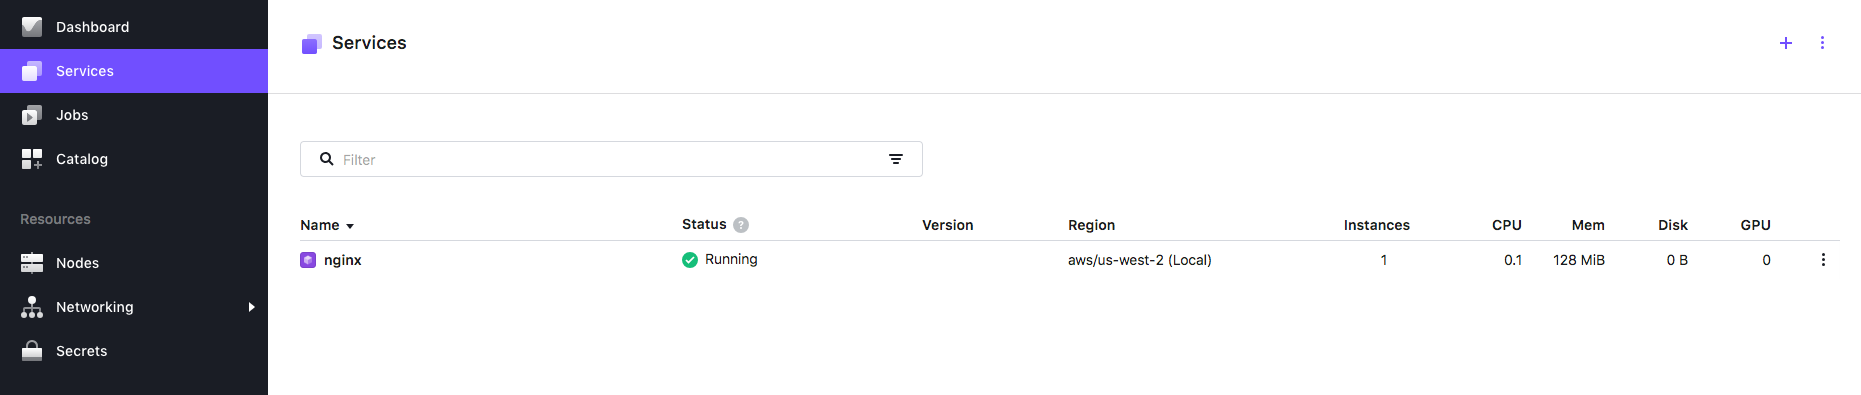 Dashboard
Services
Jobs
Catalog
Resources
Nodes
Networking
Secrets
Services
Filter
Name Status ? Version Region Instances CPU Mem Disk GPU
nginx Running aws/us-west-2 (Local) 1 0.1 128 MiB 0 B 0